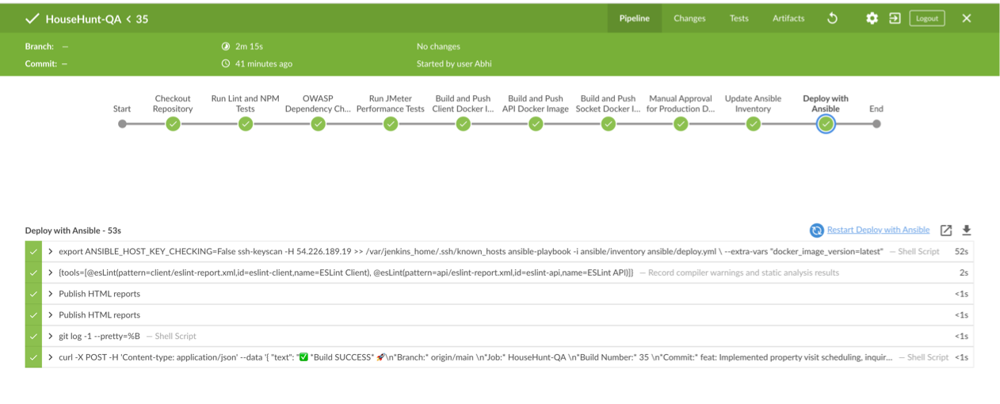 HouseHunt-QA < 35
Pipeline
Changes
Tests
Artifacts
Logout
Branch: —
2m 15s
No changes
Commit: —
41 minutes ago
Started by user Abhi
Start
Checkout
Repository
Run Lint and NPM
Tests
OWASP
Dependency Ch...
Run JMeter
Performance Tests
Build and Push
Client Docker I...
Build and Push
API Docker Image
Build and Push
Socket Docker I...
Manual Approval
for Production D...
Update Ansible
Inventory
Deploy with
Ansible
End
Deploy with Ansible - 53s
Restart Deploy with Ansible
export ANSIBLE_HOST_KEY_CHECKING=False ssh-keyscan -H 54.226.189.19 >> /var/jenkins_home/.ssh/known_hosts ansible-playbook -i ansible/inventory ansible/deploy.yml \ --extra-vars "docker_image_version=latest" — Shell Script 52s
{tools=[@esLint(pattern=client/eslint-report.xml,id=eslint-client,name=ESLint Client), @esLint(pattern=api/eslint-report.xml,id=eslint-api,name=ESLint API)]} — Record compiler warnings and static analysis results 2s
Publish HTML reports <1s
Publish HTML reports <1s
git log -1 --pretty=%B — Shell Script <1s
curl -X POST -H 'Content-type: application/json' --data '{ "text": "✅ *Build SUCCESS* 🚀\n*Branch:* origin/main \n*Job:* HouseHunt-QA \n*Build Number:* 35 \n*Commit:* feat: Implemented property visit scheduling, inquir... — Shell Script <1s